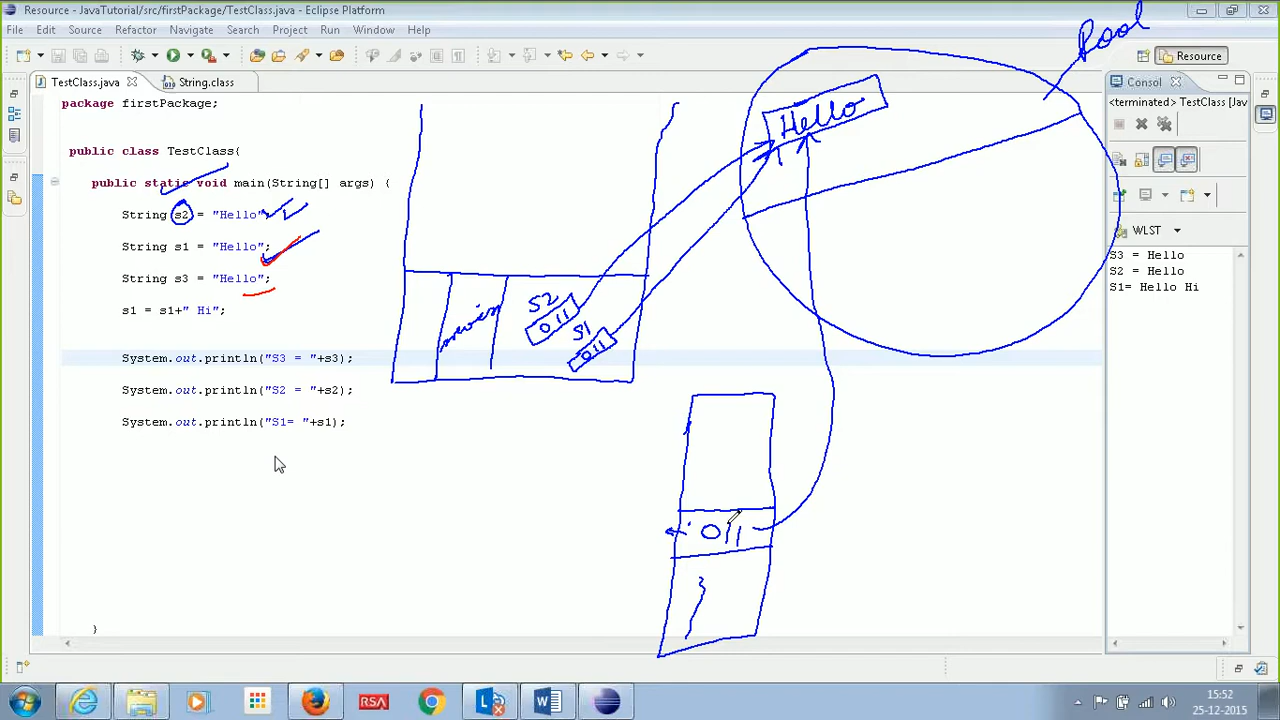 Resource - JavaTutorial/src/firstPackage/TestClass.java - Eclipse Platform
File Edit Source Refactor Navigate Search Project Run Window
Pool
Resource
TestClass.java String.class
Consol
package firstPackage;
<terminated> TestClass [Jav
Hello
public class TestClass{
public static void main(String[] args) {
String s2 = "Hello"
WLST
String s1 = "Hello";
S3 = Hello
S2 = Hello
S1= Hello Hi
String s3 = "Hello";
s1 = s1+" Hi";
S2
011
S1
011
System.out.println("S3 = "+s3);
System.out.println("S2 = "+s2);
System.out.println("S1= "+s1);
011
}
RSA
15:52
25-12-2015